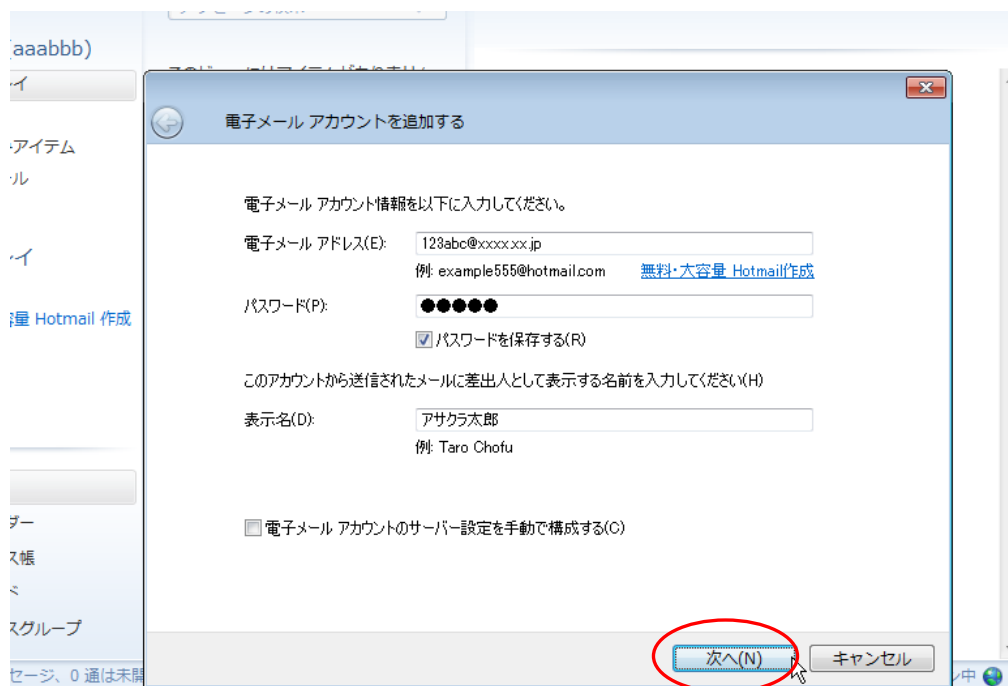 (aaabbb)
電子メール アカウントを追加する
アイテム
電子メール アカウント情報を以下に入力してください。
電子メール アドレス(E):
123abc@xxxx.xx.jp
例: example555@hotmail.com
無料・大容量 Hotmail作成
パスワード(P):
●●●●●
容量 Hotmail 作成
パスワードを保存する(R)
このアカウントから送信されたメールに差出人として表示する名前を入力してください(H)
表示名(D):
アサクラ太郎
例: Taro Chofu
ダー
電子メール アカウントのサーバー設定を手動で構成する(C)
ス帳
スグループ
次へ(N)
キャンセル
セージ、0 通は未開
ン中